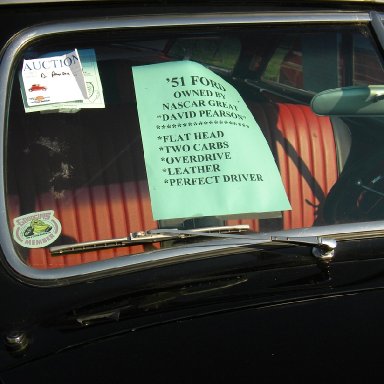 AUCTION
'51 FORD
OWNED BY
NASCAR GREAT
"DAVID PEARSON"
********************
*FLAT HEAD
*TWO CARBS
*OVERDRIVE
*LEATHER
*PERFECT DRIVER
MEMBER